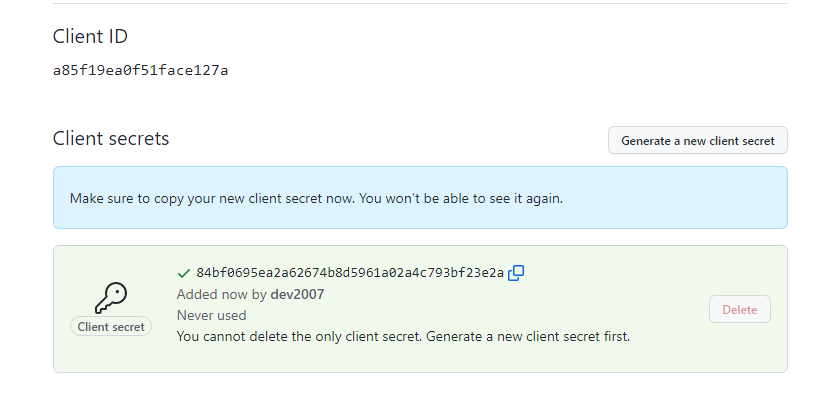 Client ID
a85f19ea0f51face127a
Client secrets
Generate a new client secret
Make sure to copy your new client secret now. You won't be able to see it again.
84bf0695ea2a62674b8d5961a02a4c793bf23e2a
Added now by dev2007
Never used
Client secret
Delete
You cannot delete the only client secret. Generate a new client secret first.